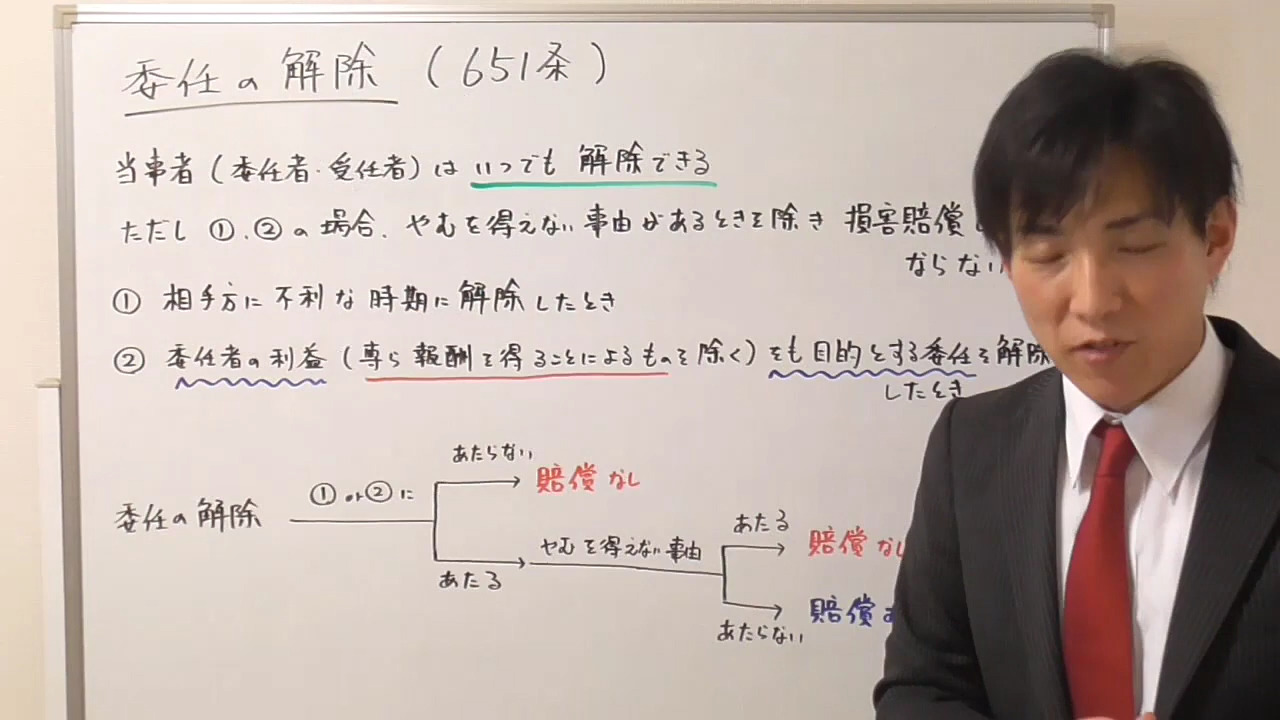 委任の解除 (651条)
当事者 (委任者・受任者) は いつでも 解除できる
ただし ①、②の場合、やむを得えない事由があるときを除き 損害賠償
ならない
① 相手方に不利な時期に解除したとき
② 委任者の利益 (専ら報酬を得ることによるものを除く) をも目的とする委任を解除
したとき
あたらない
賠償なし
①or②に
委任の解除
あたる
やむを得えない事由
あたる
賠償なし
賠償
あたらない